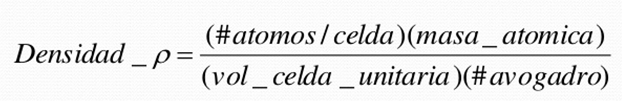 Densidad _ ρ = (#atomos / celda)(masa _ atomica) / (vol _ celda _ unitaria)(#avogadro)